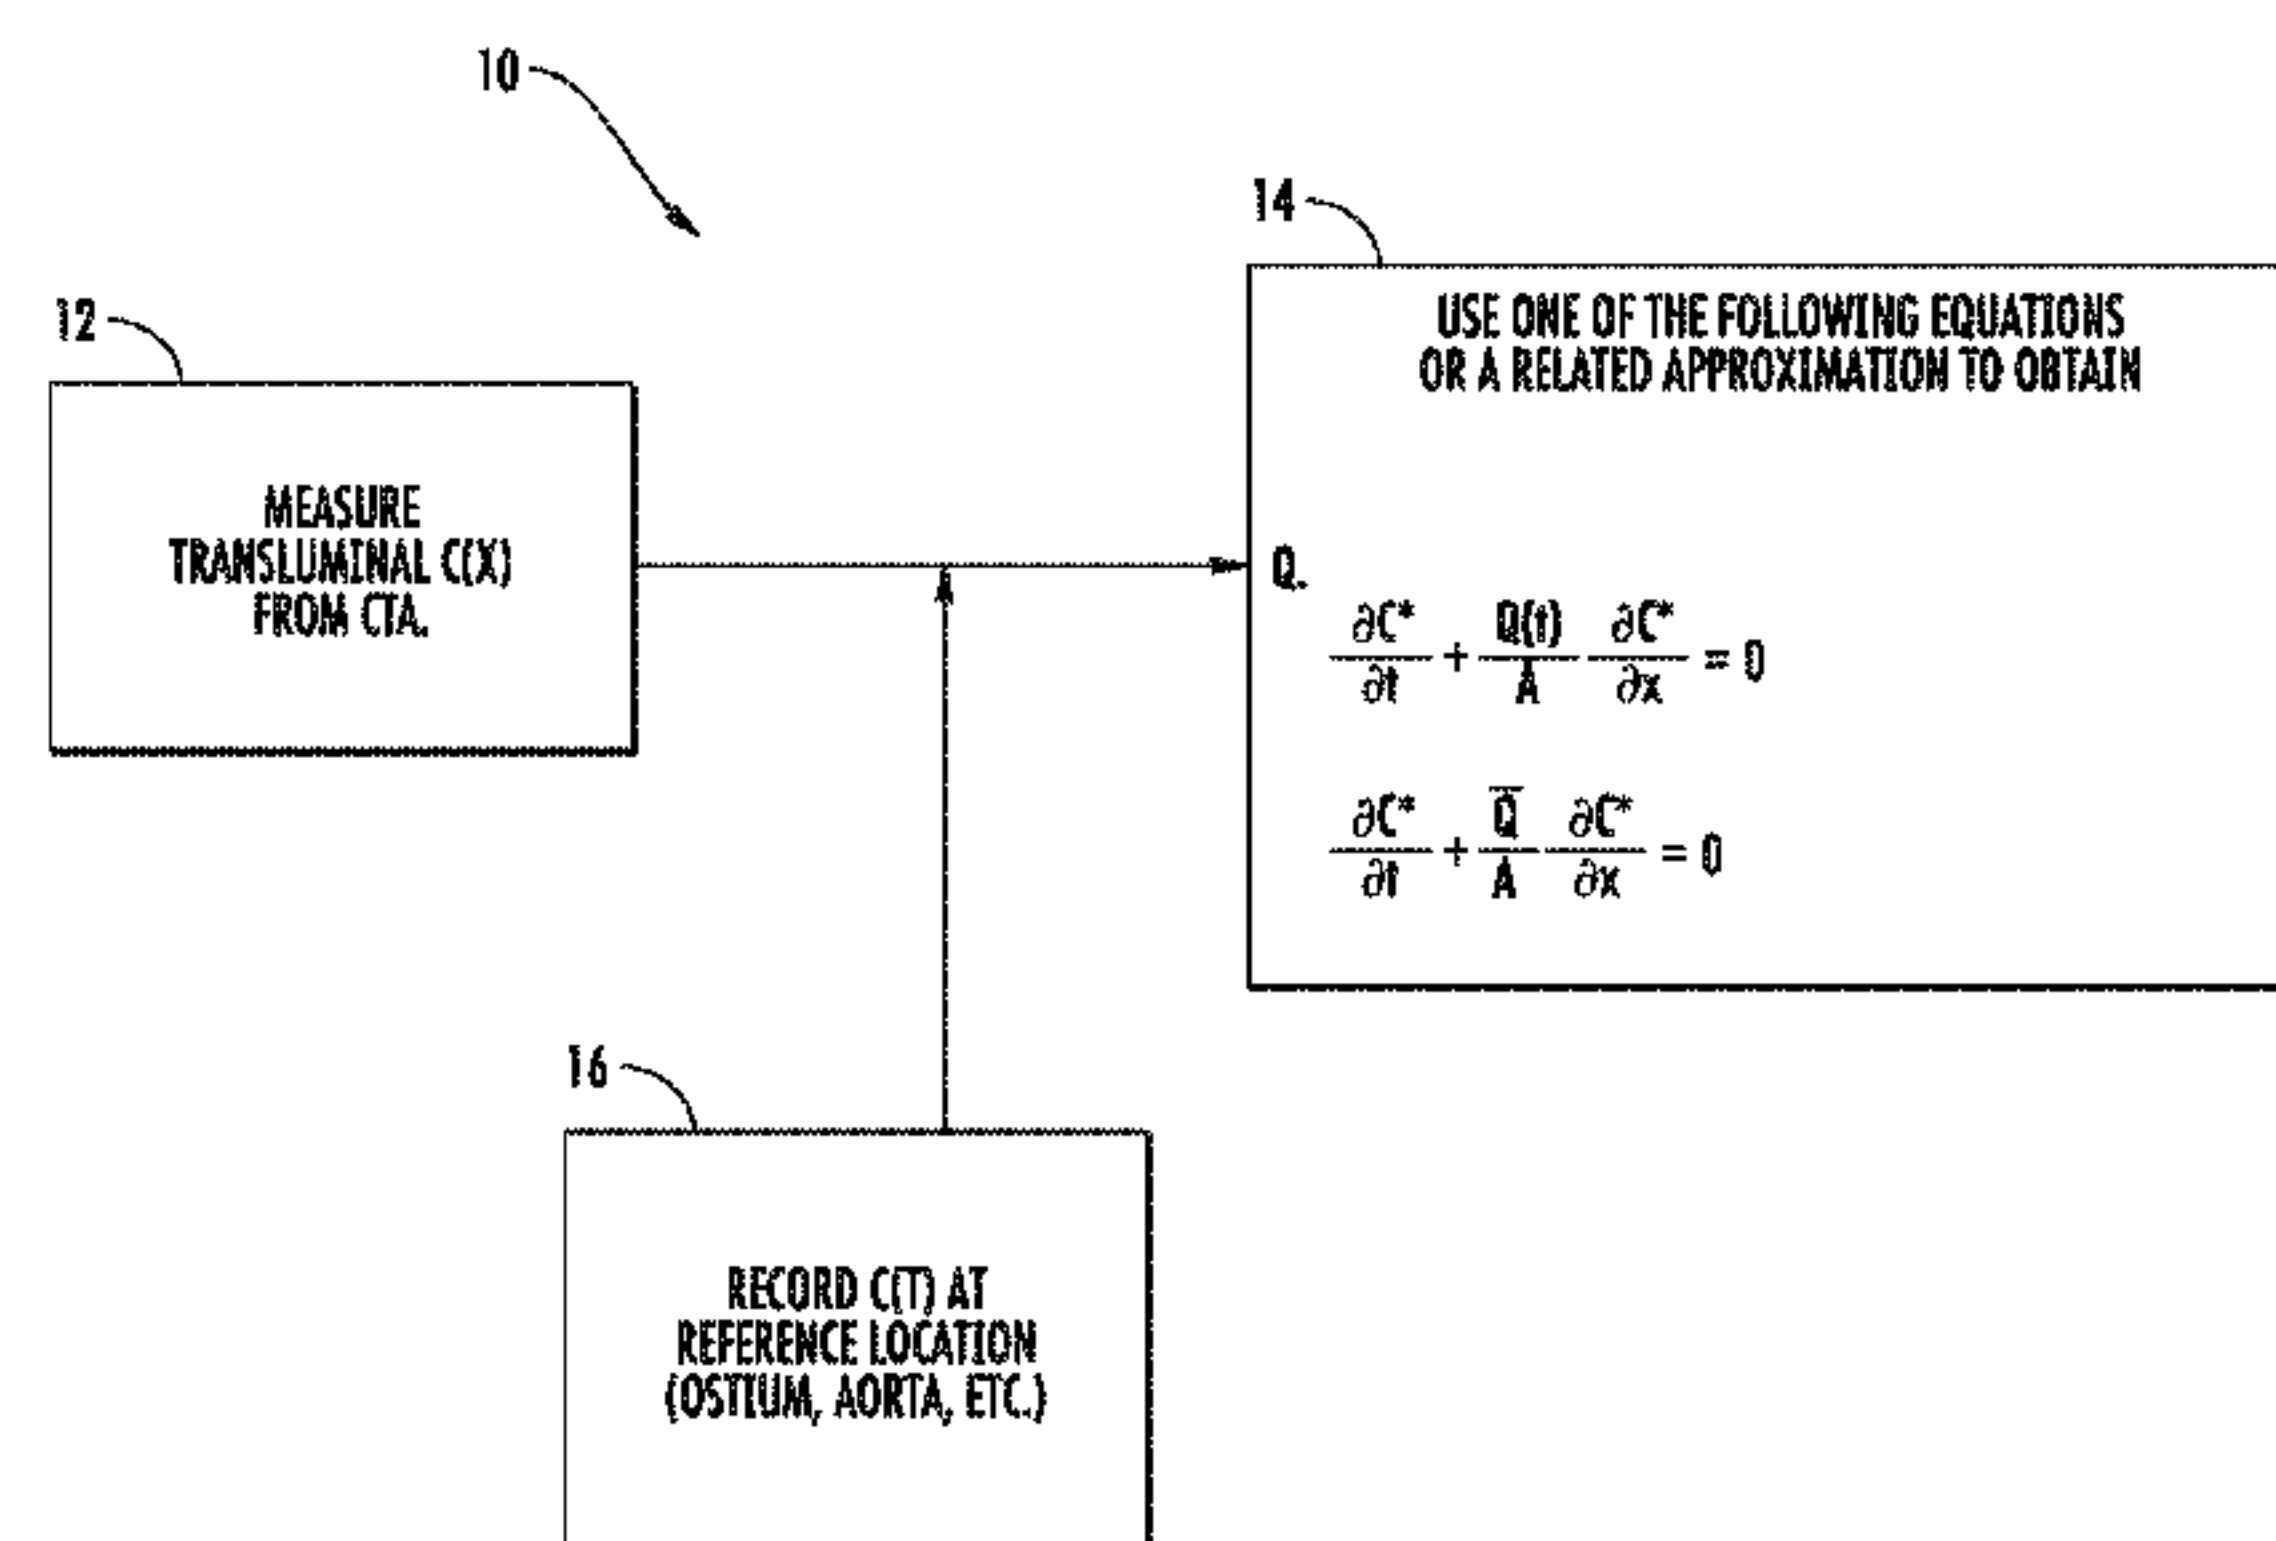 10
14
USE ONE OF THE FOLLOWING EQUATIONS
OR A RELATED APPROXIMATION TO OBTAIN
12
MEASURE
TRANSLUMINAL C(X)
FROM CTA.
Q.
∂C*/∂t + Q(t)/A ∂C*/∂x = 0
∂C*/∂t + Q̅/A ∂C*/∂x = 0
16
RECORD C(T) AT
REFERENCE LOCATION
(OSTIUM, AORTA, ETC.)